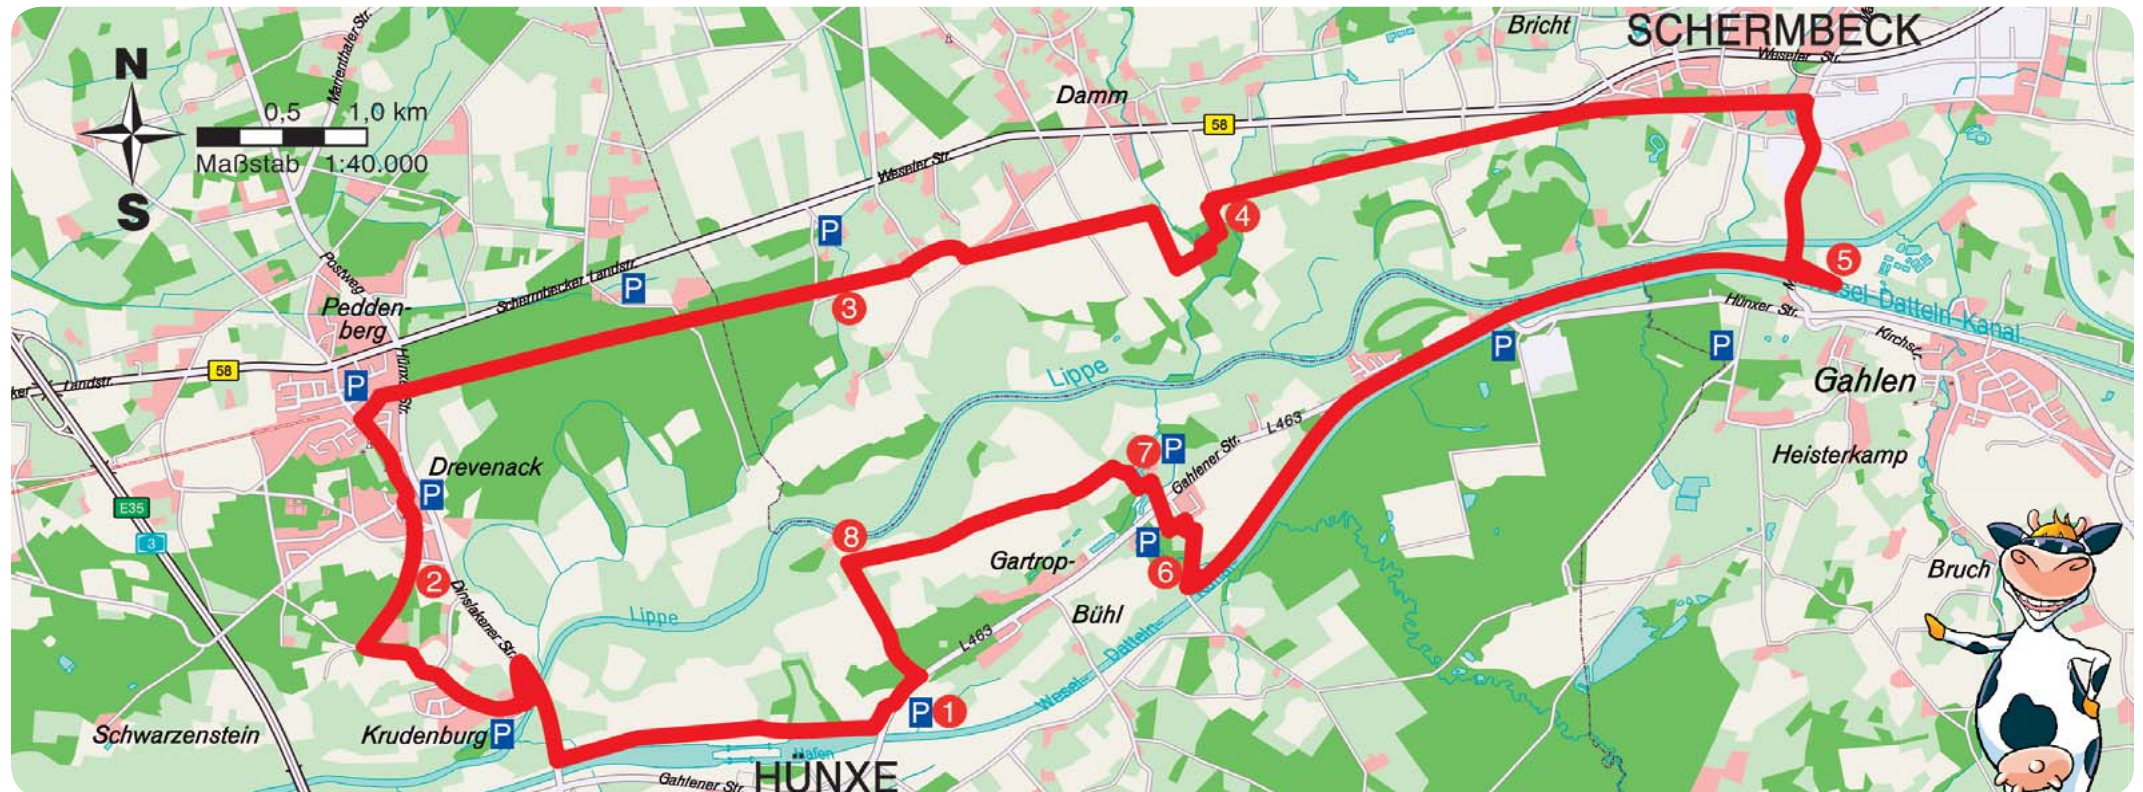 Bricht
SCHERMBECK
Weseler Str.
N
Marienthaler Str.
0,5 1,0 km
Maßstab 1:40.000
S
Damm
58
Weseler Str.
4
P
Postweg
Schermbecker Landstr.
P
Pedden-
berg
3
5
Wesel-Datteln-Kanal
Hünxer Str.
Kirchstr.
P
P
Gahlen
58
Landstr.
P
Hünxer Str.
Lippe
L463
Gahlener Str.
7
P
Heisterkamp
Drevenack
P
E35
3
8
P
6
Gartrop-
Bühl
Bruch
2
Dinslakener Str.
Lippe
L463
Wesel-
Datteln-
Kanal
P
1
Schwarzenstein
Krudenburg
P
Hafen
HÜNXE
Gahlener Str.